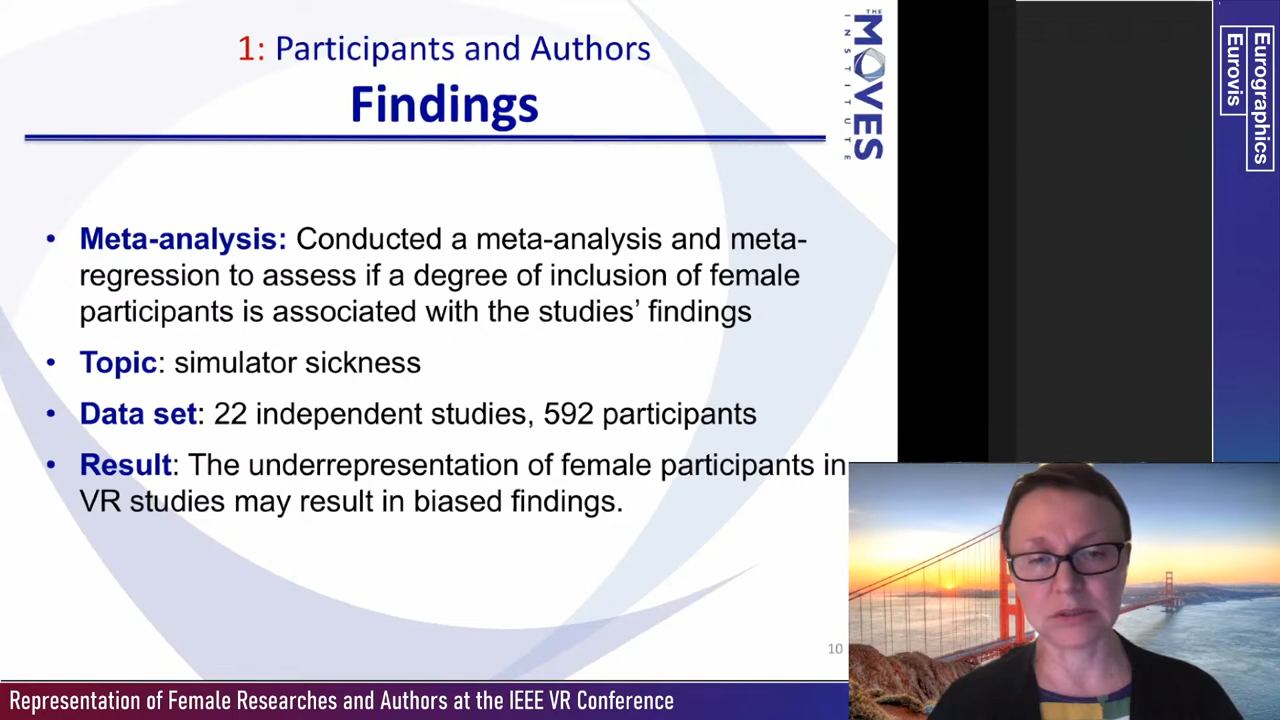 1: Participants and Authors
Findings
THE
MOVES
INSTITUTE
• Meta-analysis: Conducted a meta-analysis and meta-
regression to assess if a degree of inclusion of female
participants is associated with the studies’ findings
• Topic: simulator sickness
• Data set: 22 independent studies, 592 participants
• Result: The underrepresentation of female participants in
VR studies may result in biased findings.
10
Eurographics
Eurovis
Representation of Female Researches and Authors at the IEEE VR Conference